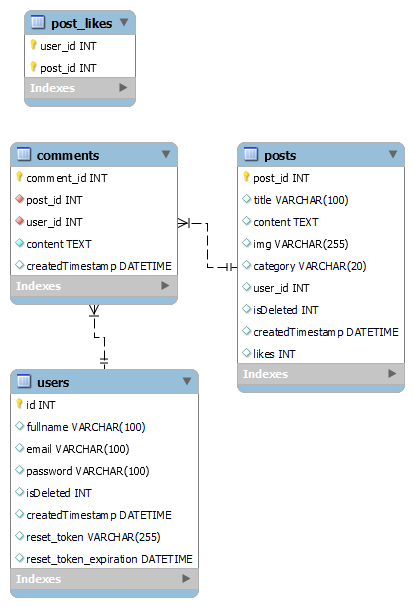 post_likes
user_id INT
post_id INT
Indexes
comments
comment_id INT
post_id INT
user_id INT
content TEXT
createdTimestamp DATETIME
Indexes
posts
post_id INT
title VARCHAR(100)
content TEXT
img VARCHAR(255)
category VARCHAR(20)
user_id INT
isDeleted INT
createdTimestamp DATETIME
likes INT
Indexes
users
id INT
fullname VARCHAR(100)
email VARCHAR(100)
password VARCHAR(100)
isDeleted INT
createdTimestamp DATETIME
reset_token VARCHAR(255)
reset_token_expiration DATETIME
Indexes